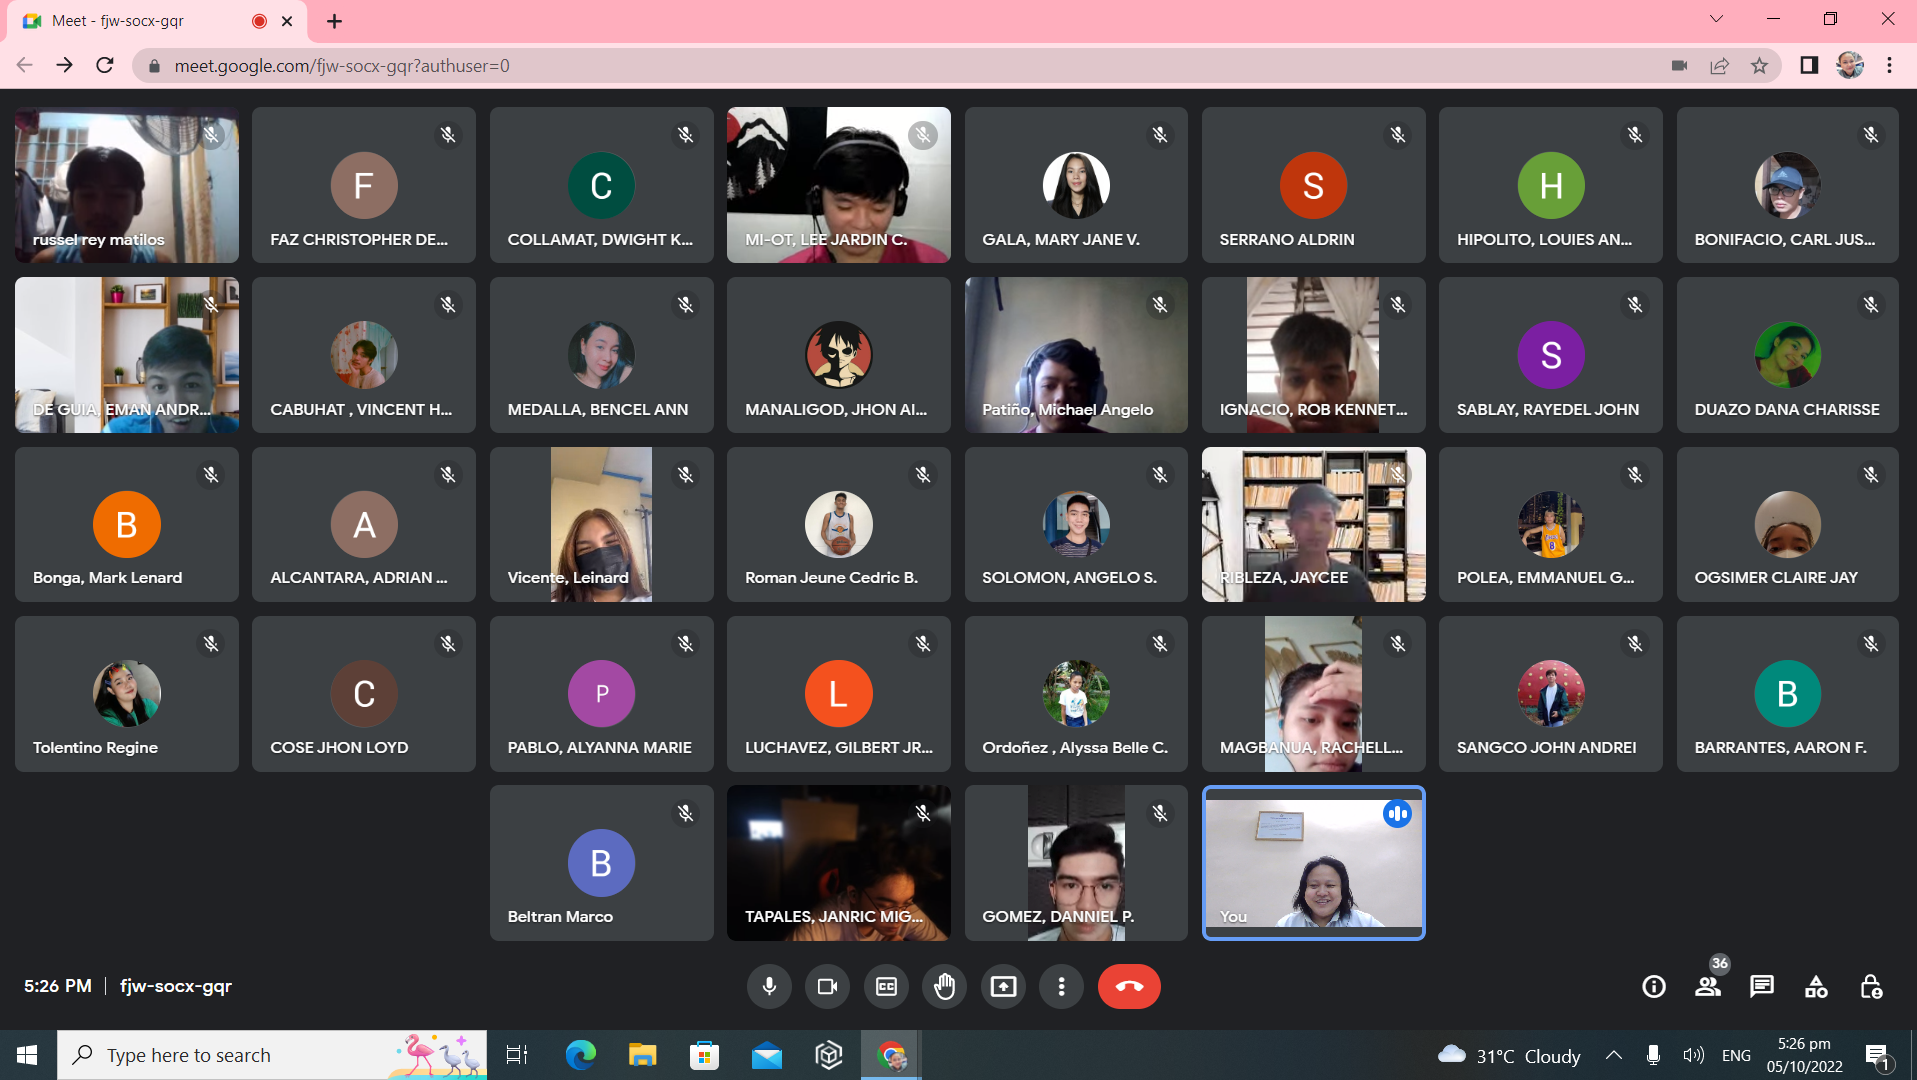 Meet - fjw-socx-gqr
meet.google.com/fjw-socx-gqr?authuser=0
russel rey matilos
F
FAZ CHRISTOPHER DE...
C
COLLAMAT, DWIGHT K...
MI-OT, LEE JARDIN C.
GALA, MARY JANE V.
S
SERRANO ALDRIN
H
HIPOLITO, LOUIES AN...
BONIFACIO, CARL JUS...
DE GUIA, EMAN ANDR...
CABUHAT , VINCENT H...
MEDALLA, BENCEL ANN
MANALIGOD, JHON AI...
Patiño, Michael Angelo
IGNACIO, ROB KENNET...
S
SABLAY, RAYEDEL JOHN
DUAZO DANA CHARISSE
B
Bonga, Mark Lenard
A
ALCANTARA, ADRIAN ...
Vicente, Leinard
Roman Jeune Cedric B.
SOLOMON, ANGELO S.
RIBLEZA, JAYCEE
POLEA, EMMANUEL G...
OGSIMER CLAIRE JAY
Tolentino Regine
C
COSE JHON LOYD
P
PABLO, ALYANNA MARIE
L
LUCHAVEZ, GILBERT JR...
Ordoñez , Alyssa Belle C.
MAGBANUA, RACHELL...
SANGCO JOHN ANDREI
B
BARRANTES, AARON F.
B
Beltran Marco
TAPALES, JANRIC MIG...
GOMEZ, DANNIEL P.
You
5:26 PM | fjw-socx-gqr
CC
36
Type here to search
31°C Cloudy
ENG
5:26 pm
05/10/2022
1